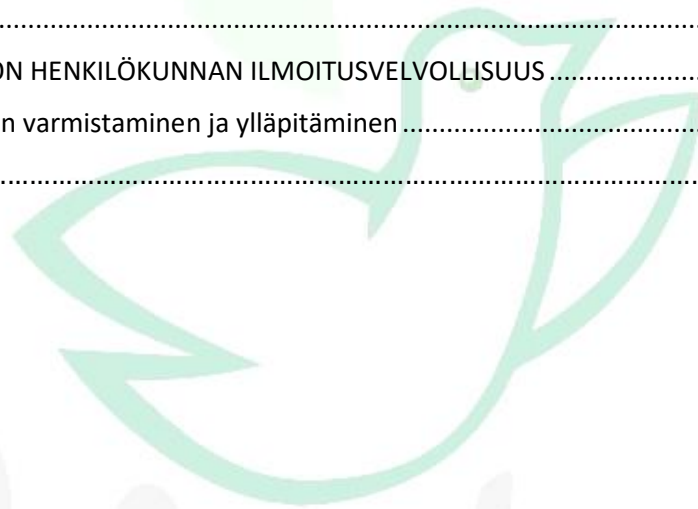 ................................................................................................
ON HENKILÖKUNNAN ILMOITUSVELVOLLISUUS....................
n varmistaminen ja ylläpitäminen........................................
................................................................................................